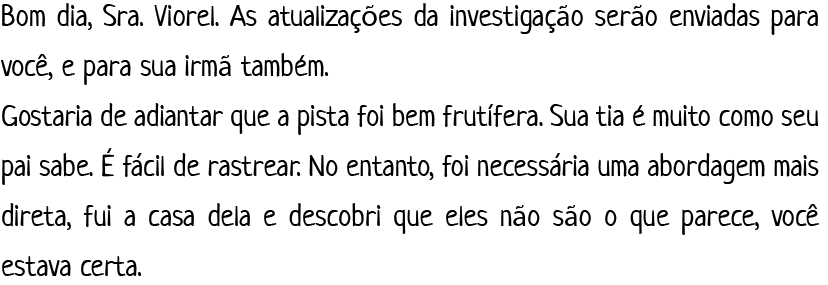 Bom dia, Sra. Viorel. As atualizações da investigação serão enviadas para
você, e para sua irmã também.
Gostaria de adiantar que a pista foi bem frutífera. Sua tia é muito como seu
pai sabe. É fácil de rastrear. No entanto, foi necessária uma abordagem mais
direta, fui a casa dela e descobri que eles não são o que parece, você
estava certa.